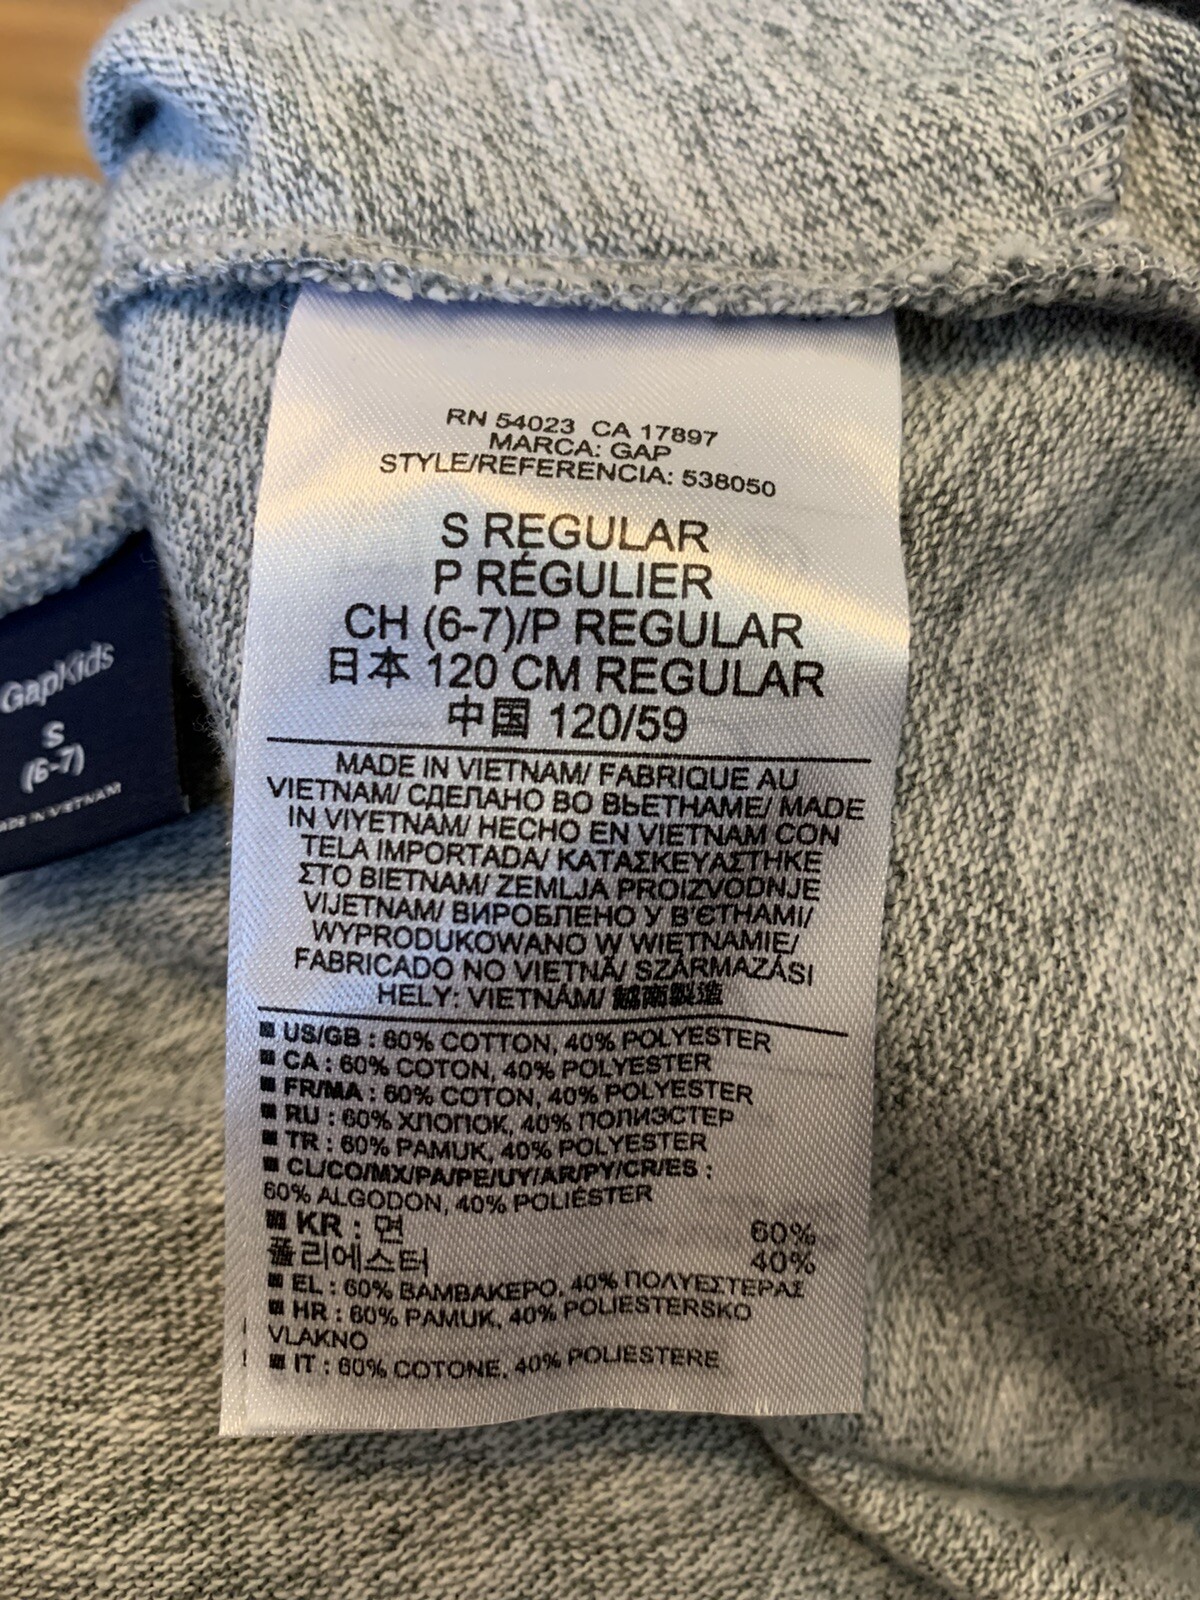 RN 54023 CA 17897
MARCA: GAP
STYLE/REFERENCIA: 538050
S REGULAR
P RÉGULIER
CH (6-7)/P REGULAR
日本 120 CM REGULAR
中国 120/59
MADE IN VIETNAM/ FABRIQUE AU
VIETNAM/ СДЕЛАНО ВО ВЬЕТНАМЕ/ MADE
IN VIYETNAM/ HECHO EN VIETNAM CON
TELA IMPORTADA/ ΚΑΤΑΣΚΕΥΑΣΤΗΚΕ
ΣΤΟ ΒΙΕΤΝΑΜ/ ZEMLJA PROIZVODNJE
VIJETNAM/ ВИРОБЛЕНО У В'ЄТНАМІ/
WYPRODUKOWANO W WIETNAMIE/
FABRICADO NO VIETNÃ/ SZÁRMAZÁSI
HELY: VIETNÁM/ 越南製造
■ US/GB : 60% COTTON, 40% POLYESTER
■ CA : 60% COTON, 40% POLYESTER
■ FR/MA : 60% COTON, 40% POLYESTER
■ RU : 60% ХЛОПОК, 40% ПОЛИЭСТЕР
■ TR : 60% PAMUK, 40% POLYESTER
■ CL/CO/MX/PA/PE/UY/AR/PY/CR/ES :
60% ALGODON, 40% POLIÉSTER
■ KR : 면 60%
폴리에스터 40%
■ EL : 60% ΒΑΜΒΑΚΕΡΟ, 40% ΠΟΛΥΕΣΤΕΡΑΣ
■ HR : 60% PAMUK, 40% POLIESTERSKO
VLAKNO
■ IT : 60% COTONE, 40% POLIESTERE
GapKids
S
(6-7)
MADE IN VIETNAM